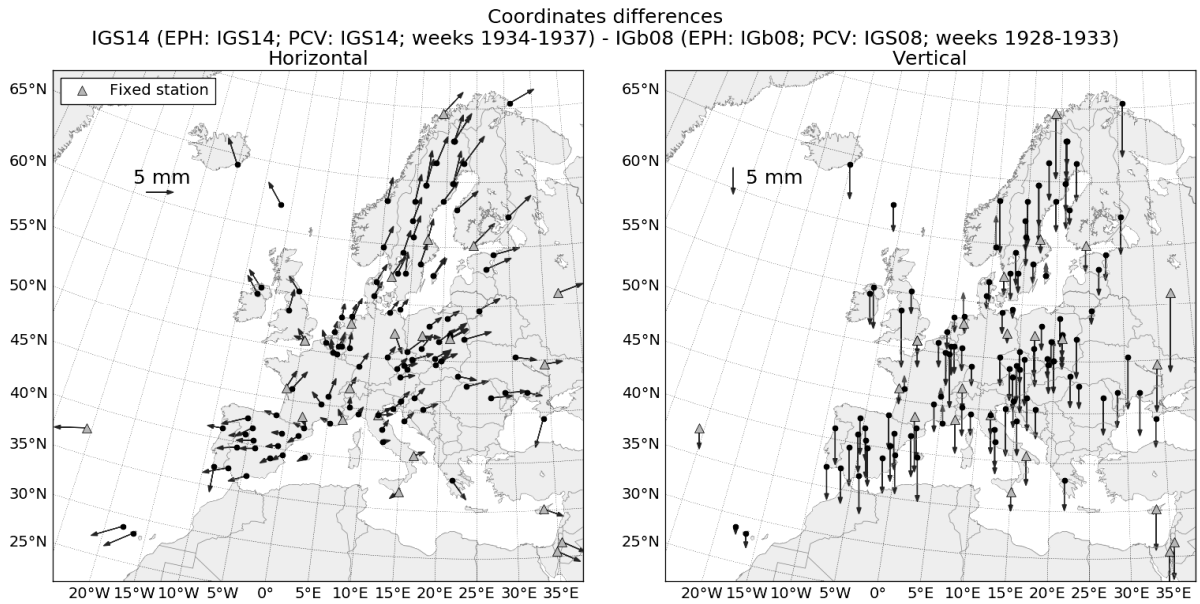 Coordinates differences
IGS14 (EPH: IGS14; PCV: IGS14; weeks 1934-1937) - IGb08 (EPH: IGb08; PCV: IGS08; weeks 1928-1933)
Horizontal
Fixed station
5 mm
65°N
60°N
55°N
50°N
45°N
40°N
35°N
30°N
25°N
20°W 15°W 10°W 5°W 0° 5°E 10°E 15°E 20°E 25°E 30°E 35°E
Vertical
5 mm
65°N
60°N
55°N
50°N
45°N
40°N
35°N
30°N
25°N
20°W 15°W 10°W 5°W 0° 5°E 10°E 15°E 20°E 25°E 30°E 35°E